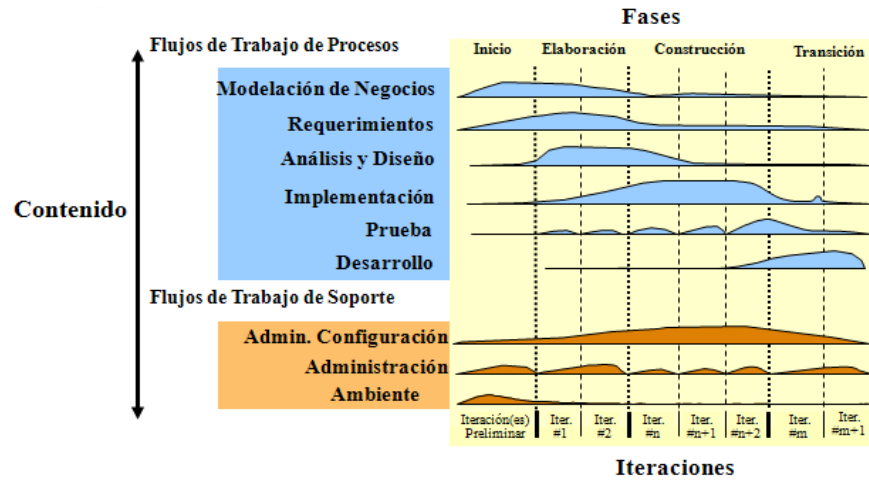 Fases
Flujos de Trabajo de Procesos
Inicio Elaboración Construcción Transición
Modelación de Negocios
Requerimientos
Análisis y Diseño
Implementación
Contenido
Prueba
Desarrollo
Flujos de Trabajo de Soporte
Admin. Configuración
Administración
Ambiente
Iteración(es) Preliminar
Iter. #1
Iter. #2
Iter. #n
Iter. #n+1
Iter. #n+2
Iter. #m
Iter. #m+1
Iteraciones